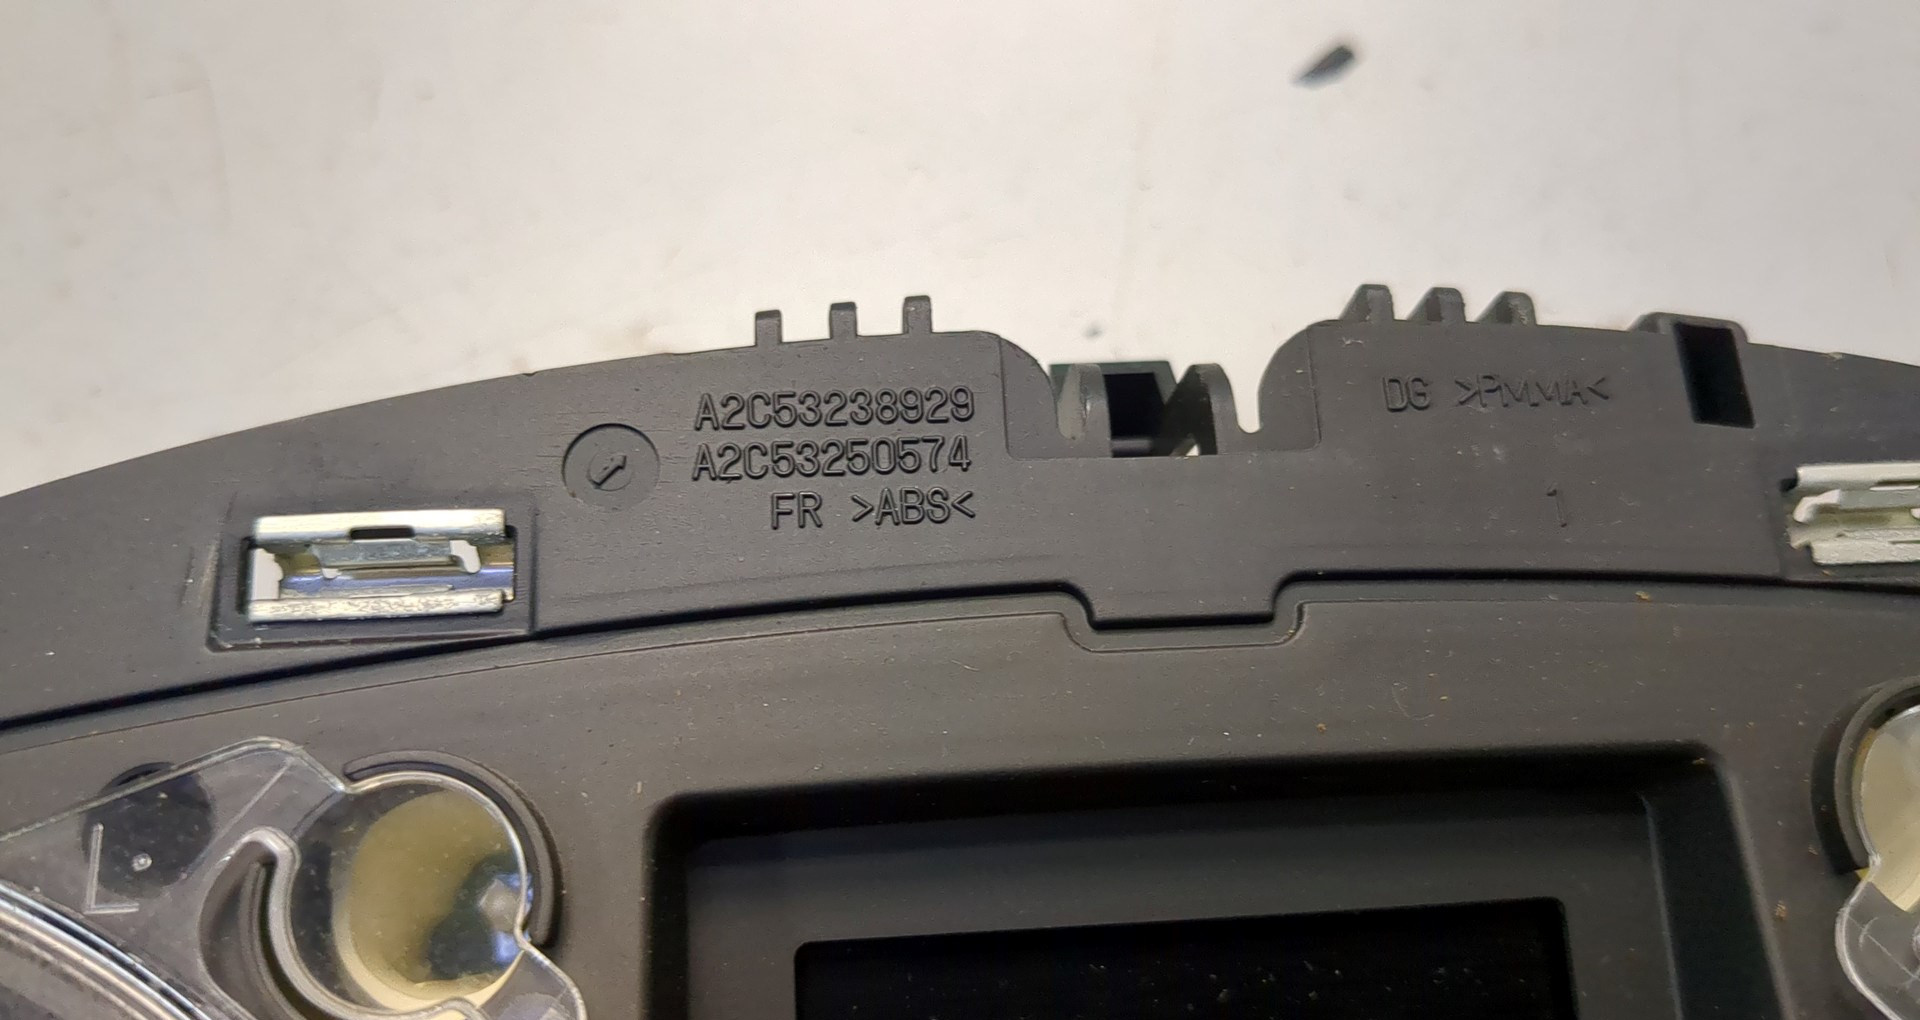 A2C53238929
A2C53250574
FR >ABS<
DG >PMMA<
1
L